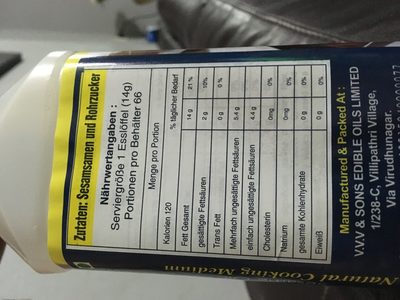 Zutaten: Sesamsamen und Rohrzucker
Nährwertangaben :
Serviergröße 1 Esslöffel (14g)
Portionen pro Behälter 66
Menge pro Portion
Kalorien 120
% täglicher Bedarf
Fett Gesamt 14 g 21 %
gesättigte Fettsäuren 2g 10%
Trans Fett 0 g 0 %
Mehrfach ungesättigte Fettsäuren 5.4 g
einfach ungesättigte Fettsäuren 4.4 g
Cholesterin 0mg 0%
Natrium 0mg 0%
gesamte Kohlenhydrate 0 g 0%
Eiweiß 0 g 0%
Manufactured & Packed At :
V.V.V & SONS EDIBLE OILS LIMITED
1/238-C, Villipathri Village,
Via Virudhunagar.
Natural Cooking Medium